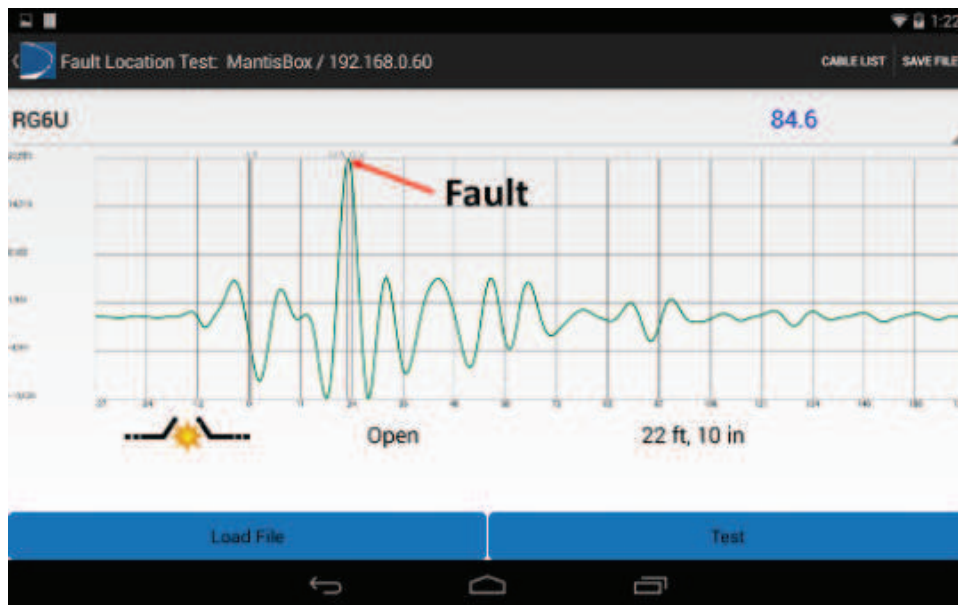 1:22
Fault Location Test: MantisBox / 192.168.0.60
CABLE LIST
SAVE FILE
RG6U
84.6
Fault
Open
22 ft, 10 in
Load File
Test